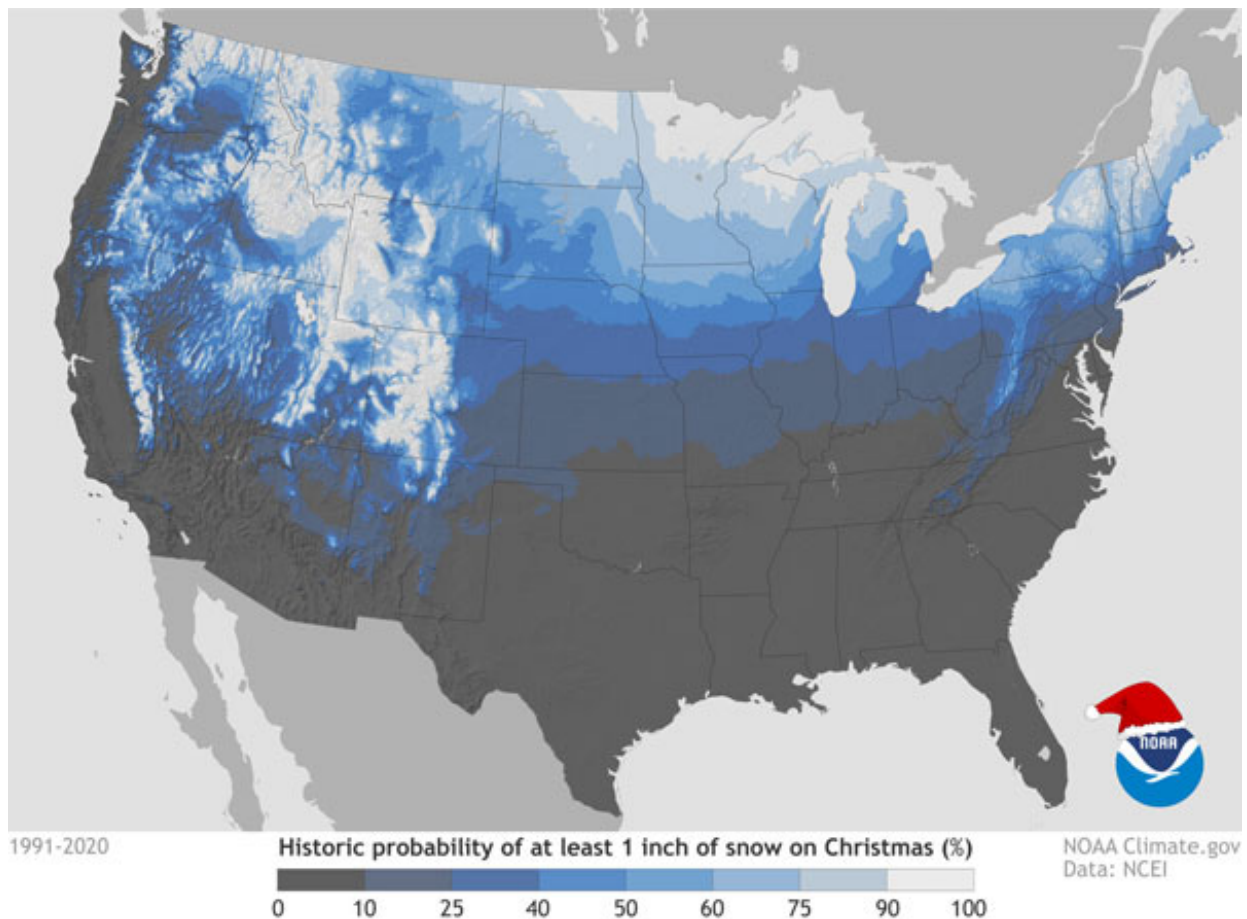 NOAA
1991-2020
Historic probability of at least 1 inch of snow on Christmas (%)
NOAA Climate.gov
Data: NCEI
0 10 25 40 50 60 75 90 100